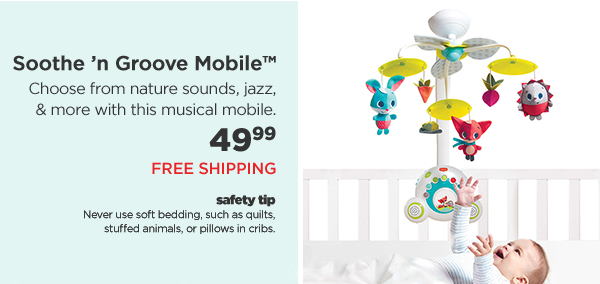 Soothe ’n Groove Mobile™
Choose from nature sounds, jazz,
& more with this musical mobile.
49⁹⁹
FREE SHIPPING
safety tip
Never use soft bedding, such as quilts,
stuffed animals, or pillows in cribs.